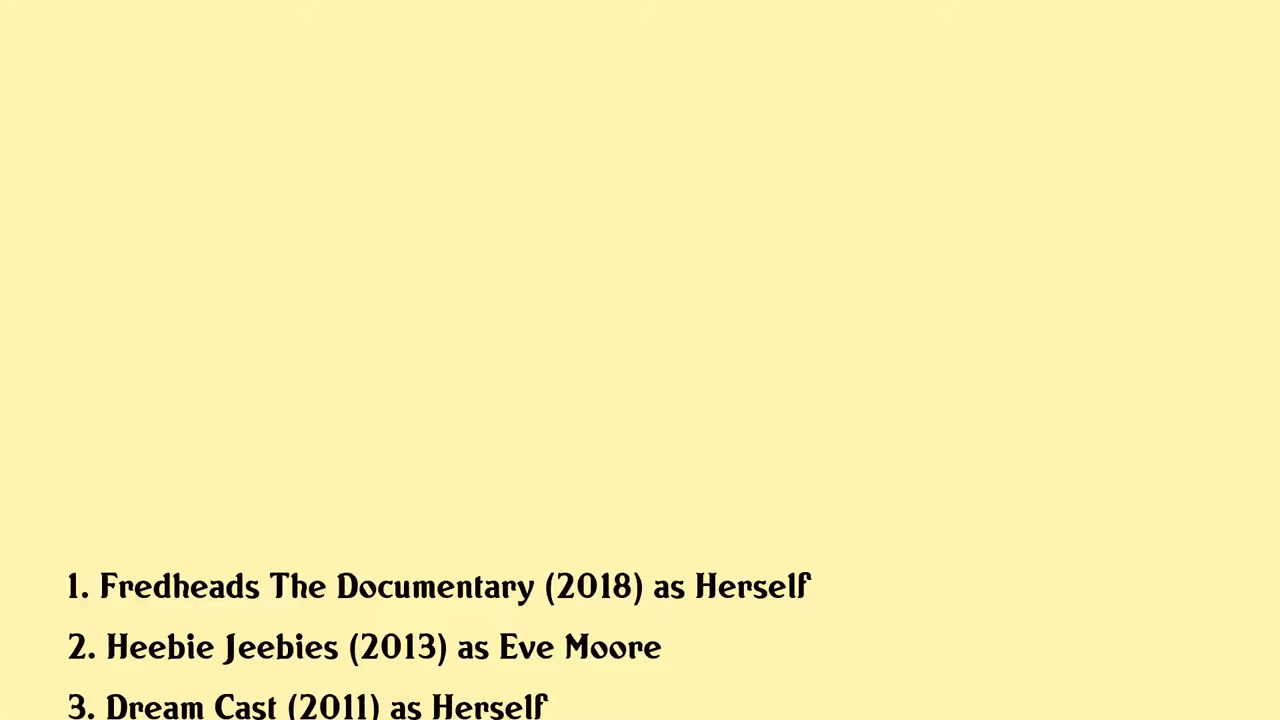 1. Fredheads The Documentary (2018) as Herself
2. Heebie Jeebies (2013) as Eve Moore
3. Dream Cast (2011) as Herself